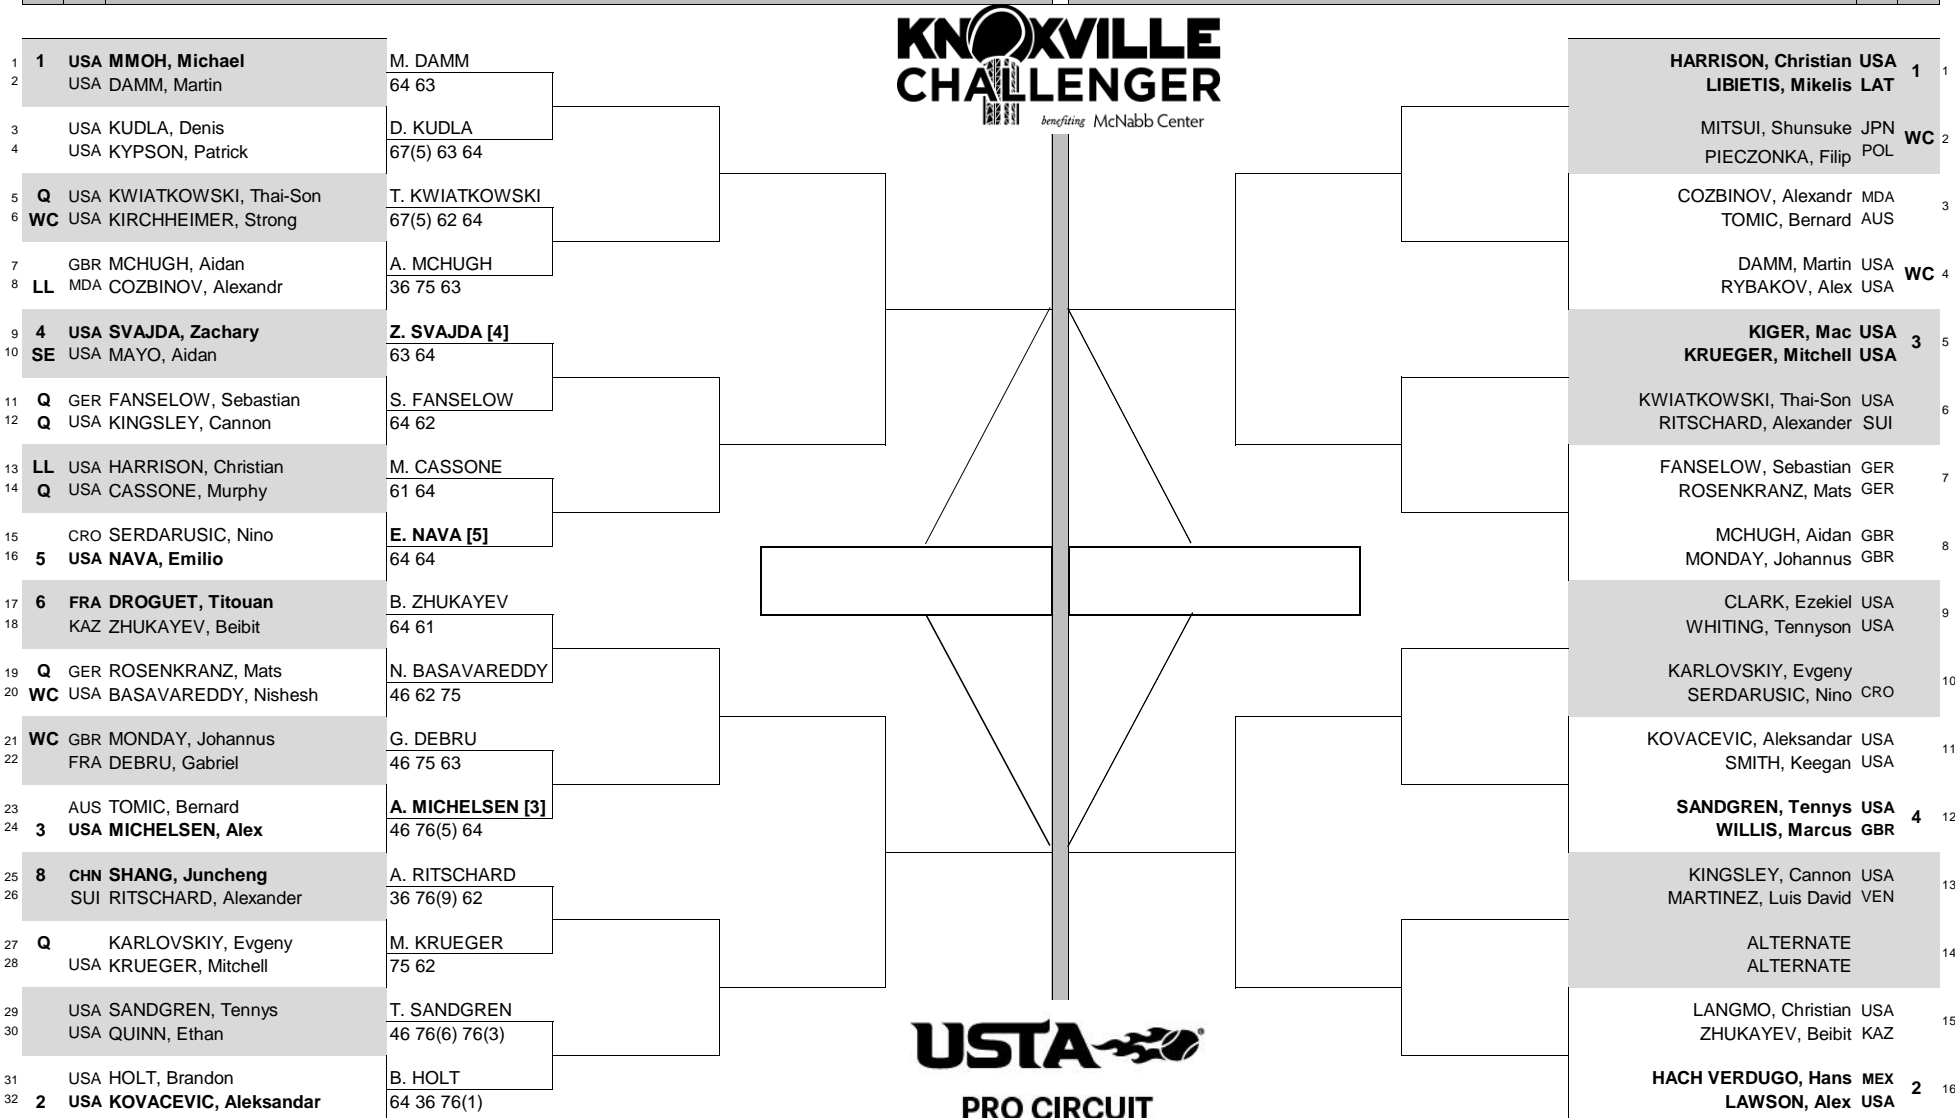 KNOXVILLE
CHALLENGER
benefiting McNabb Center
1 1 USA MMOH, Michael
2 USA DAMM, Martin
M. DAMM
64 63
3 USA KUDLA, Denis
4 USA KYPSON, Patrick
D. KUDLA
67(5) 63 64
5 Q USA KWIATKOWSKI, Thai-Son
6 WC USA KIRCHHEIMER, Strong
T. KWIATKOWSKI
67(5) 62 64
7 GBR MCHUGH, Aidan
8 LL MDA COZBINOV, Alexandr
A. MCHUGH
36 75 63
9 4 USA SVAJDA, Zachary
10 SE USA MAYO, Aidan
Z. SVAJDA [4]
63 64
11 Q GER FANSELOW, Sebastian
12 Q USA KINGSLEY, Cannon
S. FANSELOW
64 62
13 LL USA HARRISON, Christian
14 Q USA CASSONE, Murphy
M. CASSONE
61 64
15 CRO SERDARUSIC, Nino
16 5 USA NAVA, Emilio
E. NAVA [5]
64 64
17 6 FRA DROGUET, Titouan
18 KAZ ZHUKAYEV, Beibit
B. ZHUKAYEV
64 61
19 Q GER ROSENKRANZ, Mats
20 WC USA BASAVAREDDY, Nishesh
N. BASAVAREDDY
46 62 75
21 WC GBR MONDAY, Johannus
22 FRA DEBRU, Gabriel
G. DEBRU
46 75 63
23 AUS TOMIC, Bernard
24 3 USA MICHELSEN, Alex
A. MICHELSEN [3]
46 76(5) 64
25 8 CHN SHANG, Juncheng
26 SUI RITSCHARD, Alexander
A. RITSCHARD
36 76(9) 62
27 Q KARLOVSKIY, Evgeny
28 USA KRUEGER, Mitchell
M. KRUEGER
75 62
29 USA SANDGREN, Tennys
30 USA QUINN, Ethan
T. SANDGREN
46 76(6) 76(3)
31 USA HOLT, Brandon
32 2 USA KOVACEVIC, Aleksandar
B. HOLT
64 36 76(1)
HARRISON, Christian USA
LIBIETIS, Mikelis LAT
1 1
MITSUI, Shunsuke JPN
PIECZONKA, Filip POL
WC 2
COZBINOV, Alexandr MDA
TOMIC, Bernard AUS
3
DAMM, Martin USA
RYBAKOV, Alex USA
WC 4
KIGER, Mac USA
KRUEGER, Mitchell USA
3 5
KWIATKOWSKI, Thai-Son USA
RITSCHARD, Alexander SUI
6
FANSELOW, Sebastian GER
ROSENKRANZ, Mats GER
7
MCHUGH, Aidan GBR
MONDAY, Johannus GBR
8
CLARK, Ezekiel USA
WHITING, Tennyson USA
9
KARLOVSKIY, Evgeny
SERDARUSIC, Nino CRO
10
KOVACEVIC, Aleksandar USA
SMITH, Keegan USA
11
SANDGREN, Tennys USA
WILLIS, Marcus GBR
4 12
KINGSLEY, Cannon USA
MARTINEZ, Luis David VEN
13
ALTERNATE
ALTERNATE
14
LANGMO, Christian USA
ZHUKAYEV, Beibit KAZ
15
HACH VERDUGO, Hans MEX
LAWSON, Alex USA
2 16
USTA
PRO CIRCUIT